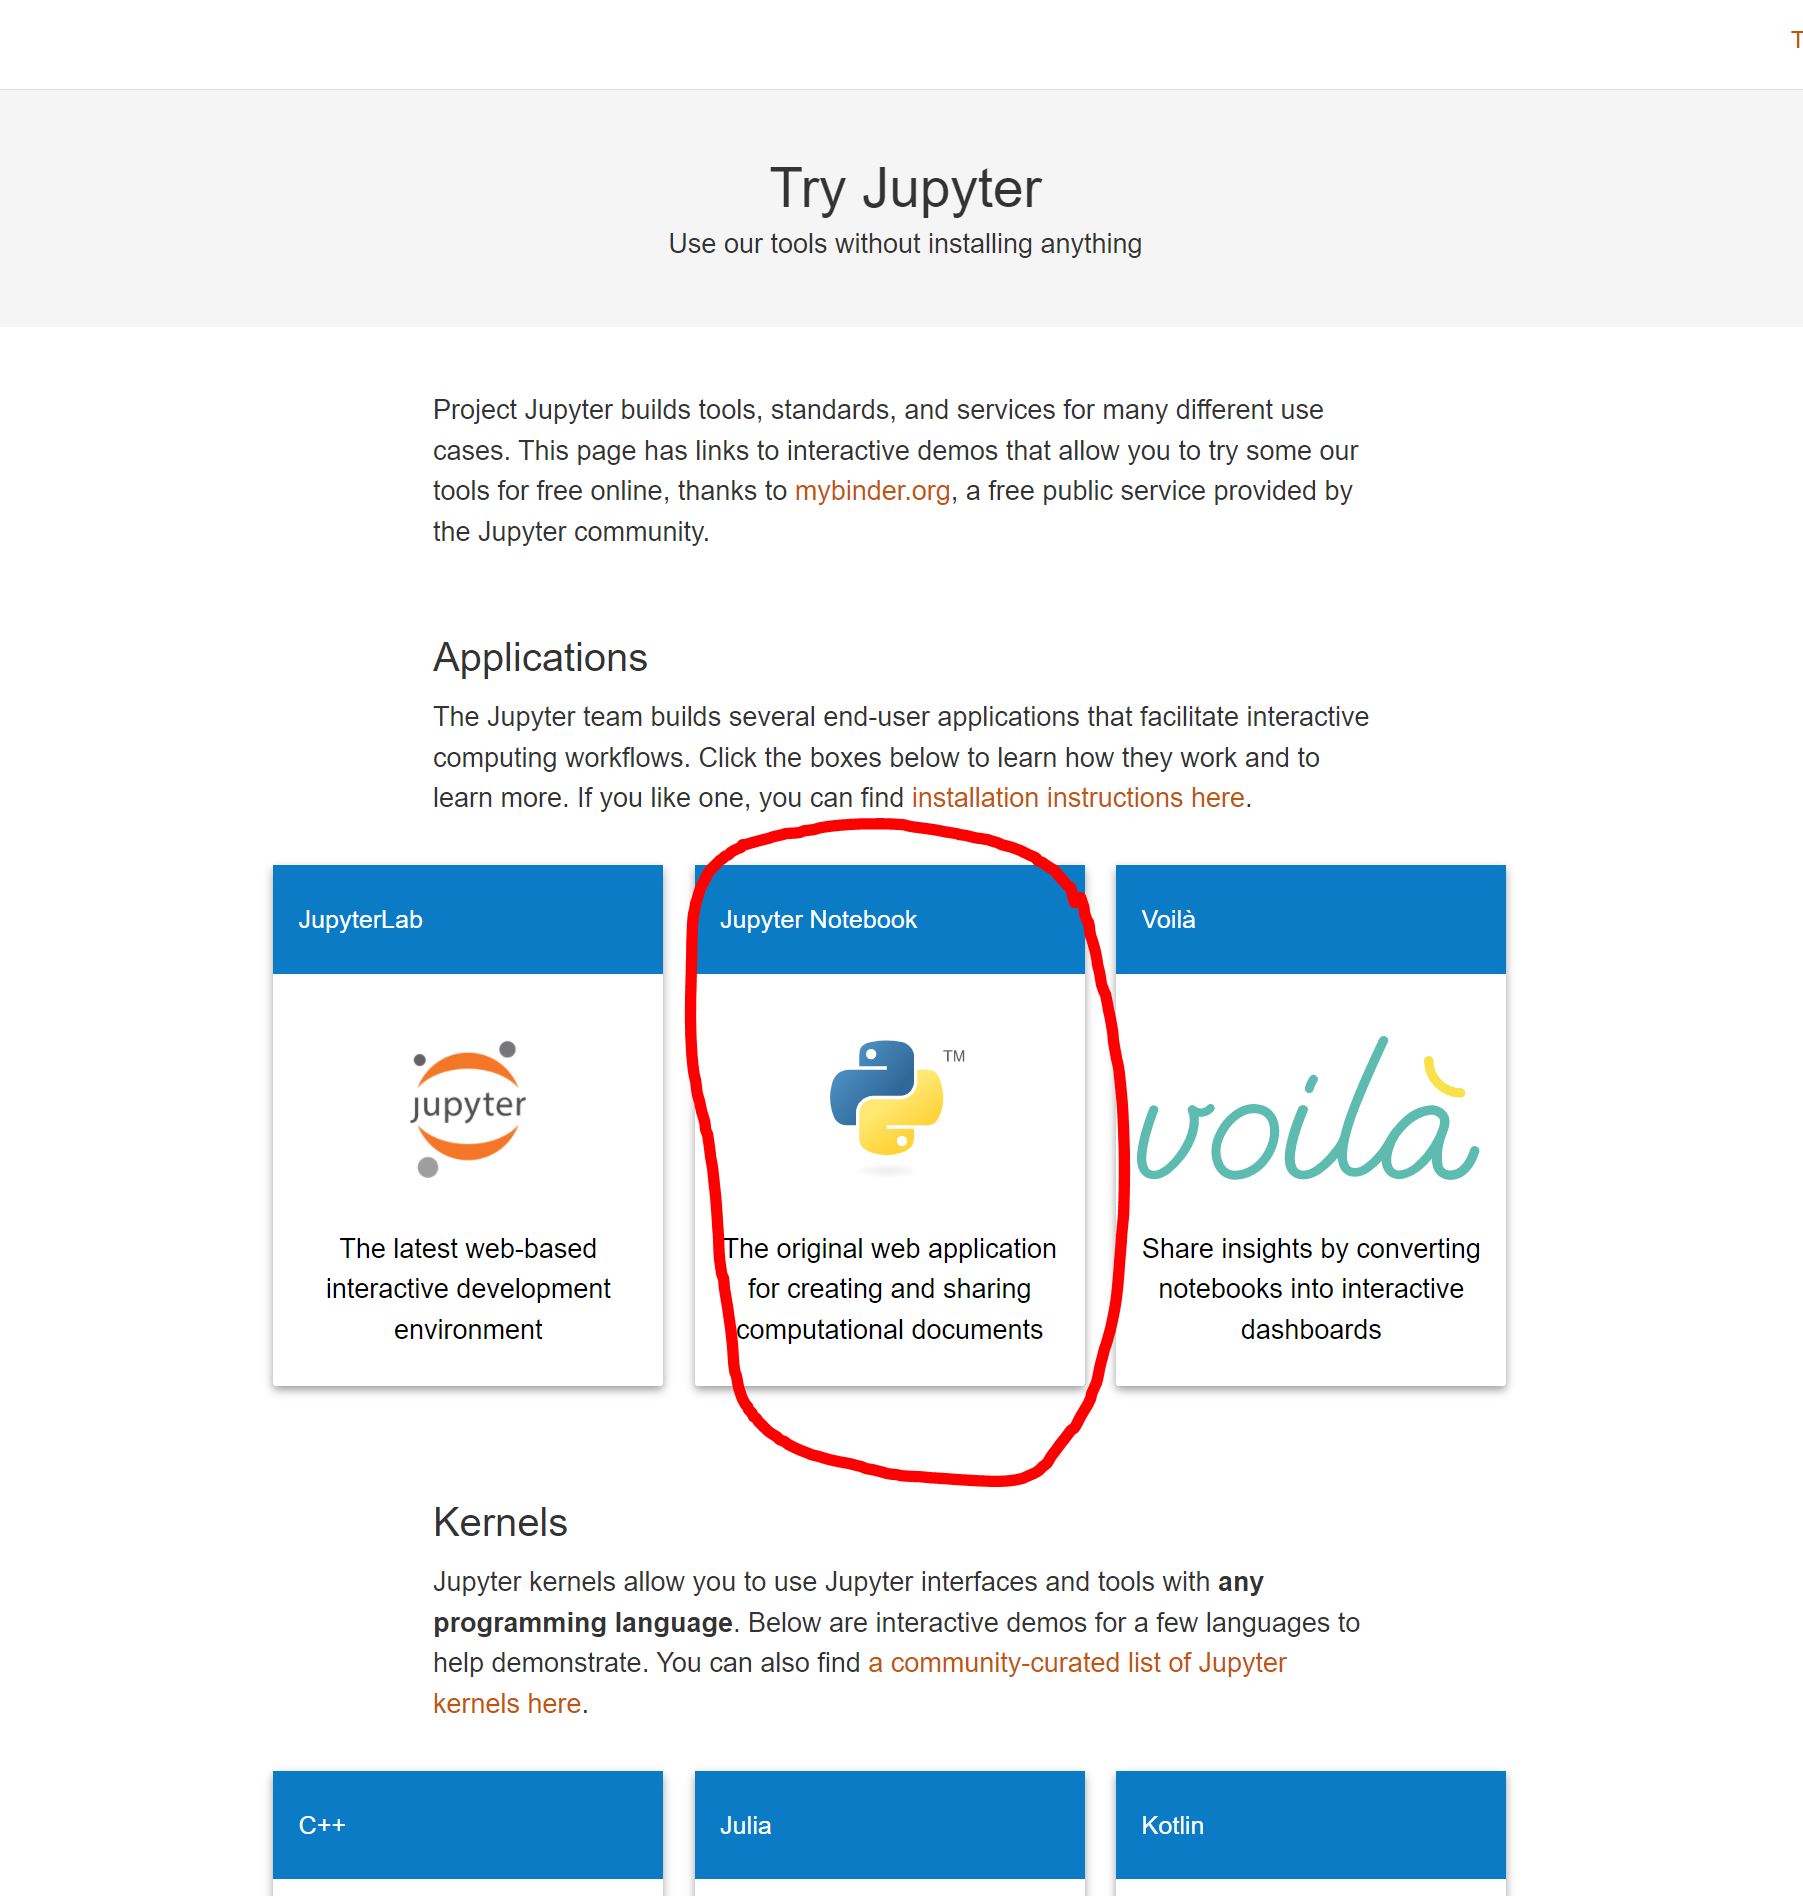 T
Try Jupyter
Use our tools without installing anything
Project Jupyter builds tools, standards, and services for many different use
cases. This page has links to interactive demos that allow you to try some our
tools for free online, thanks to mybinder.org, a free public service provided by
the Jupyter community.
Applications
The Jupyter team builds several end-user applications that facilitate interactive
computing workflows. Click the boxes below to learn how they work and to
learn more. If you like one, you can find installation instructions here.
JupyterLab
jupyter
The latest web-based
interactive development
environment
Jupyter Notebook
TM
The original web application
for creating and sharing
computational documents
Voilà
voilà
Share insights by converting
notebooks into interactive
dashboards
Kernels
Jupyter kernels allow you to use Jupyter interfaces and tools with any
programming language. Below are interactive demos for a few languages to
help demonstrate. You can also find a community-curated list of Jupyter
kernels here.
C++
Julia
Kotlin